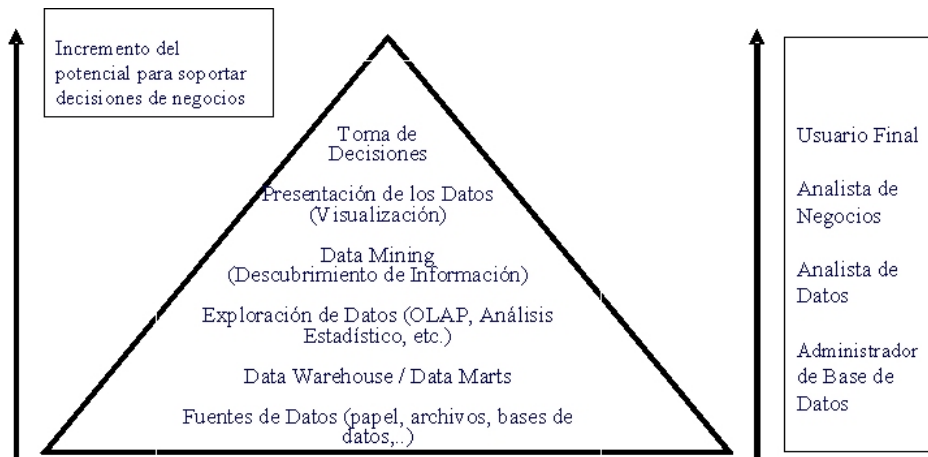 Incremento del
potencial para soportar
decisiones de negocios
Toma de
Decisiones
Presentación de los Datos
(Visualización)
Data Mining
(Descubrimiento de Información)
Exploración de Datos (OLAP, Análisis
Estadístico, etc.)
Data Warehouse / Data Marts
Fuentes de Datos (papel, archivos, bases de
datos,..)
Usuario Final
Analista de
Negocios
Analista de
Datos
Administrador
de Base de
Datos